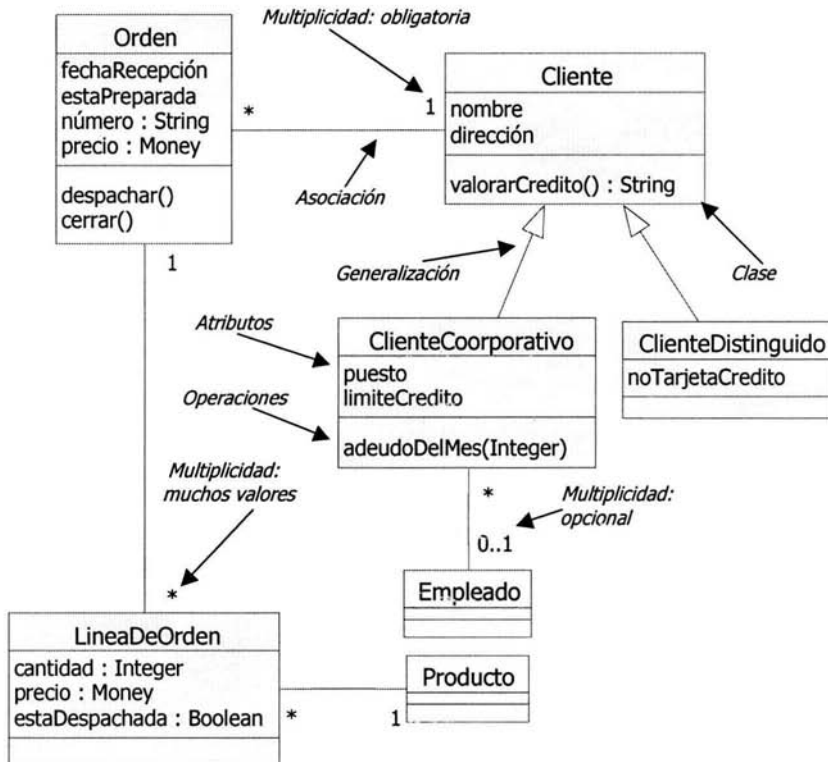 Multiplicidad: obligatoria
Orden
fechaRecepción
estaPreparada
número : String
precio : Money
despachar()
cerrar()
*
1
Asociación
Cliente
nombre
dirección
valorarCredito() : String
Generalización
Clase
1
Atributos
Operaciones
ClienteCoorporativo
puesto
limiteCredito
adeudoDelMes(Integer)
ClienteDistinguido
noTarjetaCredito
Multiplicidad:
muchos valores
*
Multiplicidad:
opcional
0..1
Empleado
*
LineaDeOrden
cantidad : Integer
precio : Money
estaDespachada : Boolean
*
1
Producto